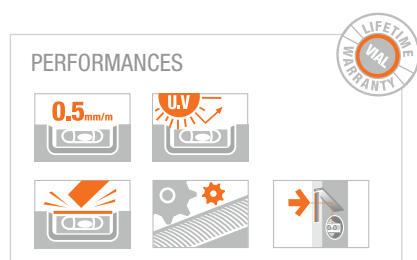 LIFETIME
VIAL
WARRANTY
PERFORMANCES
0.5mm/m
U.V
0.0